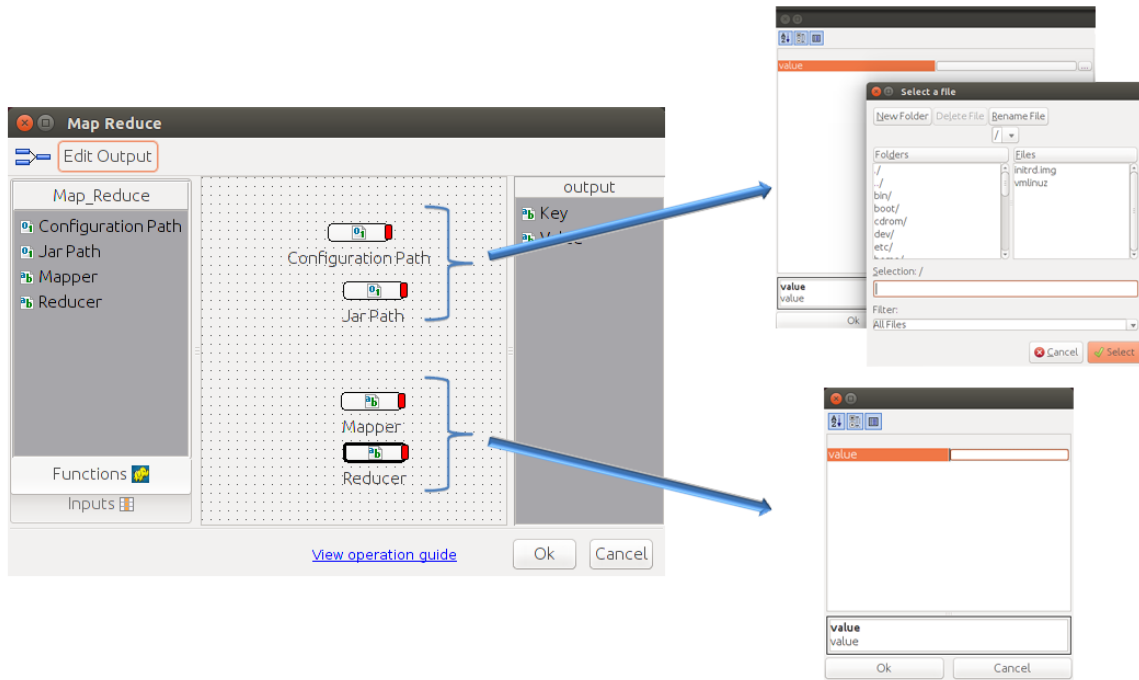 Map Reduce
Edit Output
Map_Reduce
Configuration Path
Jar Path
Mapper
Reducer
Functions
Inputs
Configuration Path
Jar Path
Mapper
Reducer
output
Key
View operation guide
Ok
Cancel
value
...
value
value
Ok
Select a file
New Folder
Delete File
Rename File
/
Folders
Files
./
../
bin/
boot/
cdrom/
dev/
etc/
initrd.img
vmlinuz
Selection: /
Filter:
All Files
Cancel
Select
value
value
value
Ok
Cancel